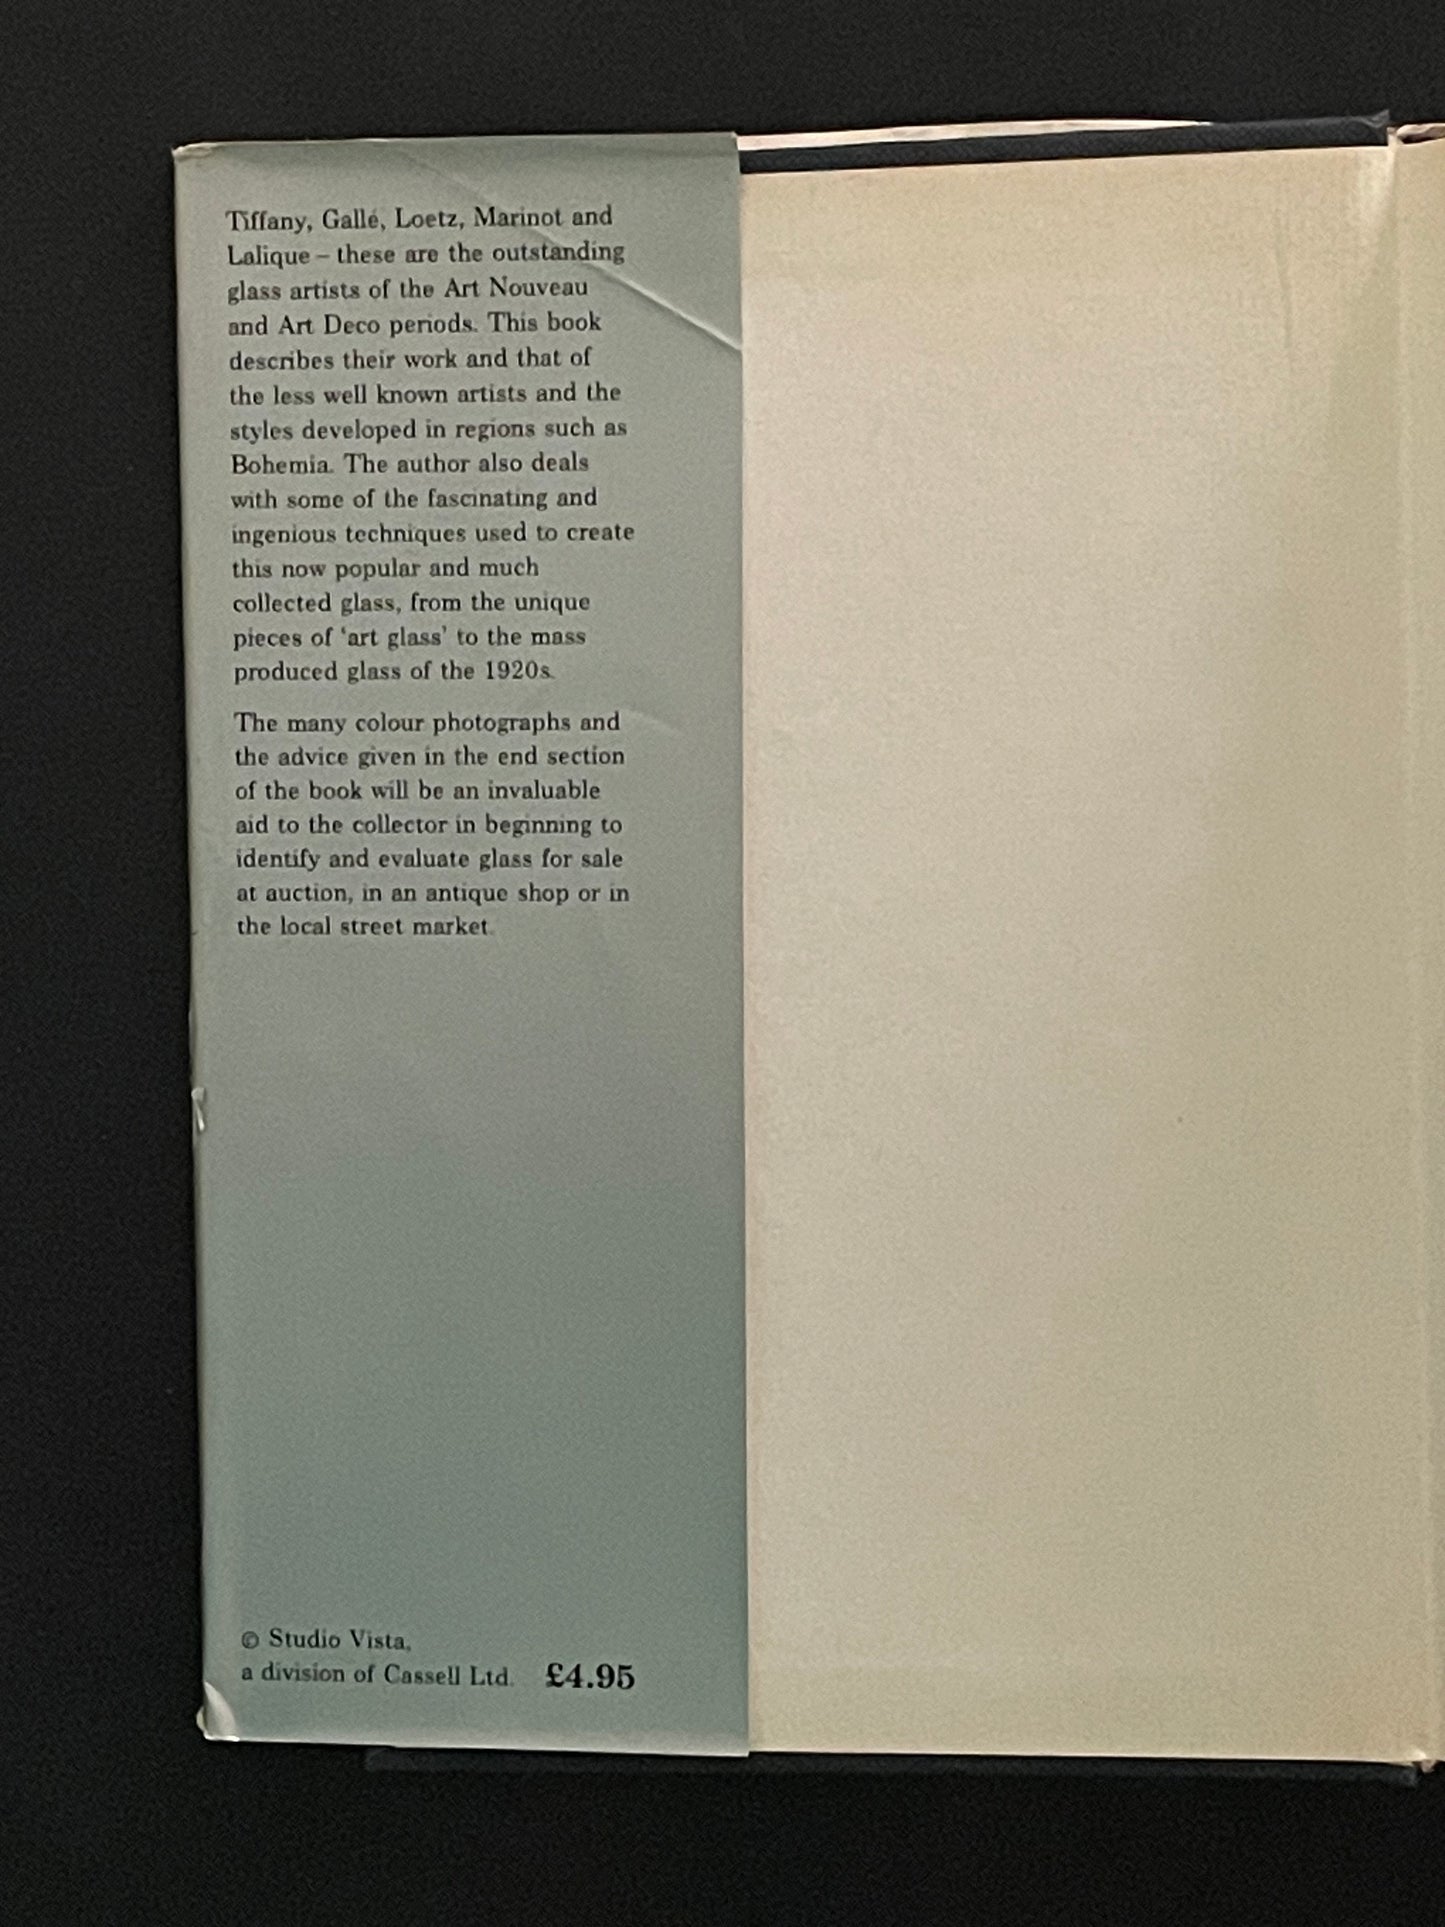 Tiffany, Gallé, Loetz, Marinot and
Lalique – these are the outstanding
glass artists of the Art Nouveau
and Art Deco periods. This book
describes their work and that of
the less well known artists and the
styles developed in regions such as
Bohemia. The author also deals
with some of the fascinating and
ingenious techniques used to create
this now popular and much
collected glass, from the unique
pieces of ‘art glass’ to the mass
produced glass of the 1920s.
The many colour photographs and
the advice given in the end section
of the book will be an invaluable
aid to the collector in beginning to
identify and evaluate glass for sale
at auction, in an antique shop or in
the local street market.
© Studio Vista,
a division of Cassell Ltd. £4.95